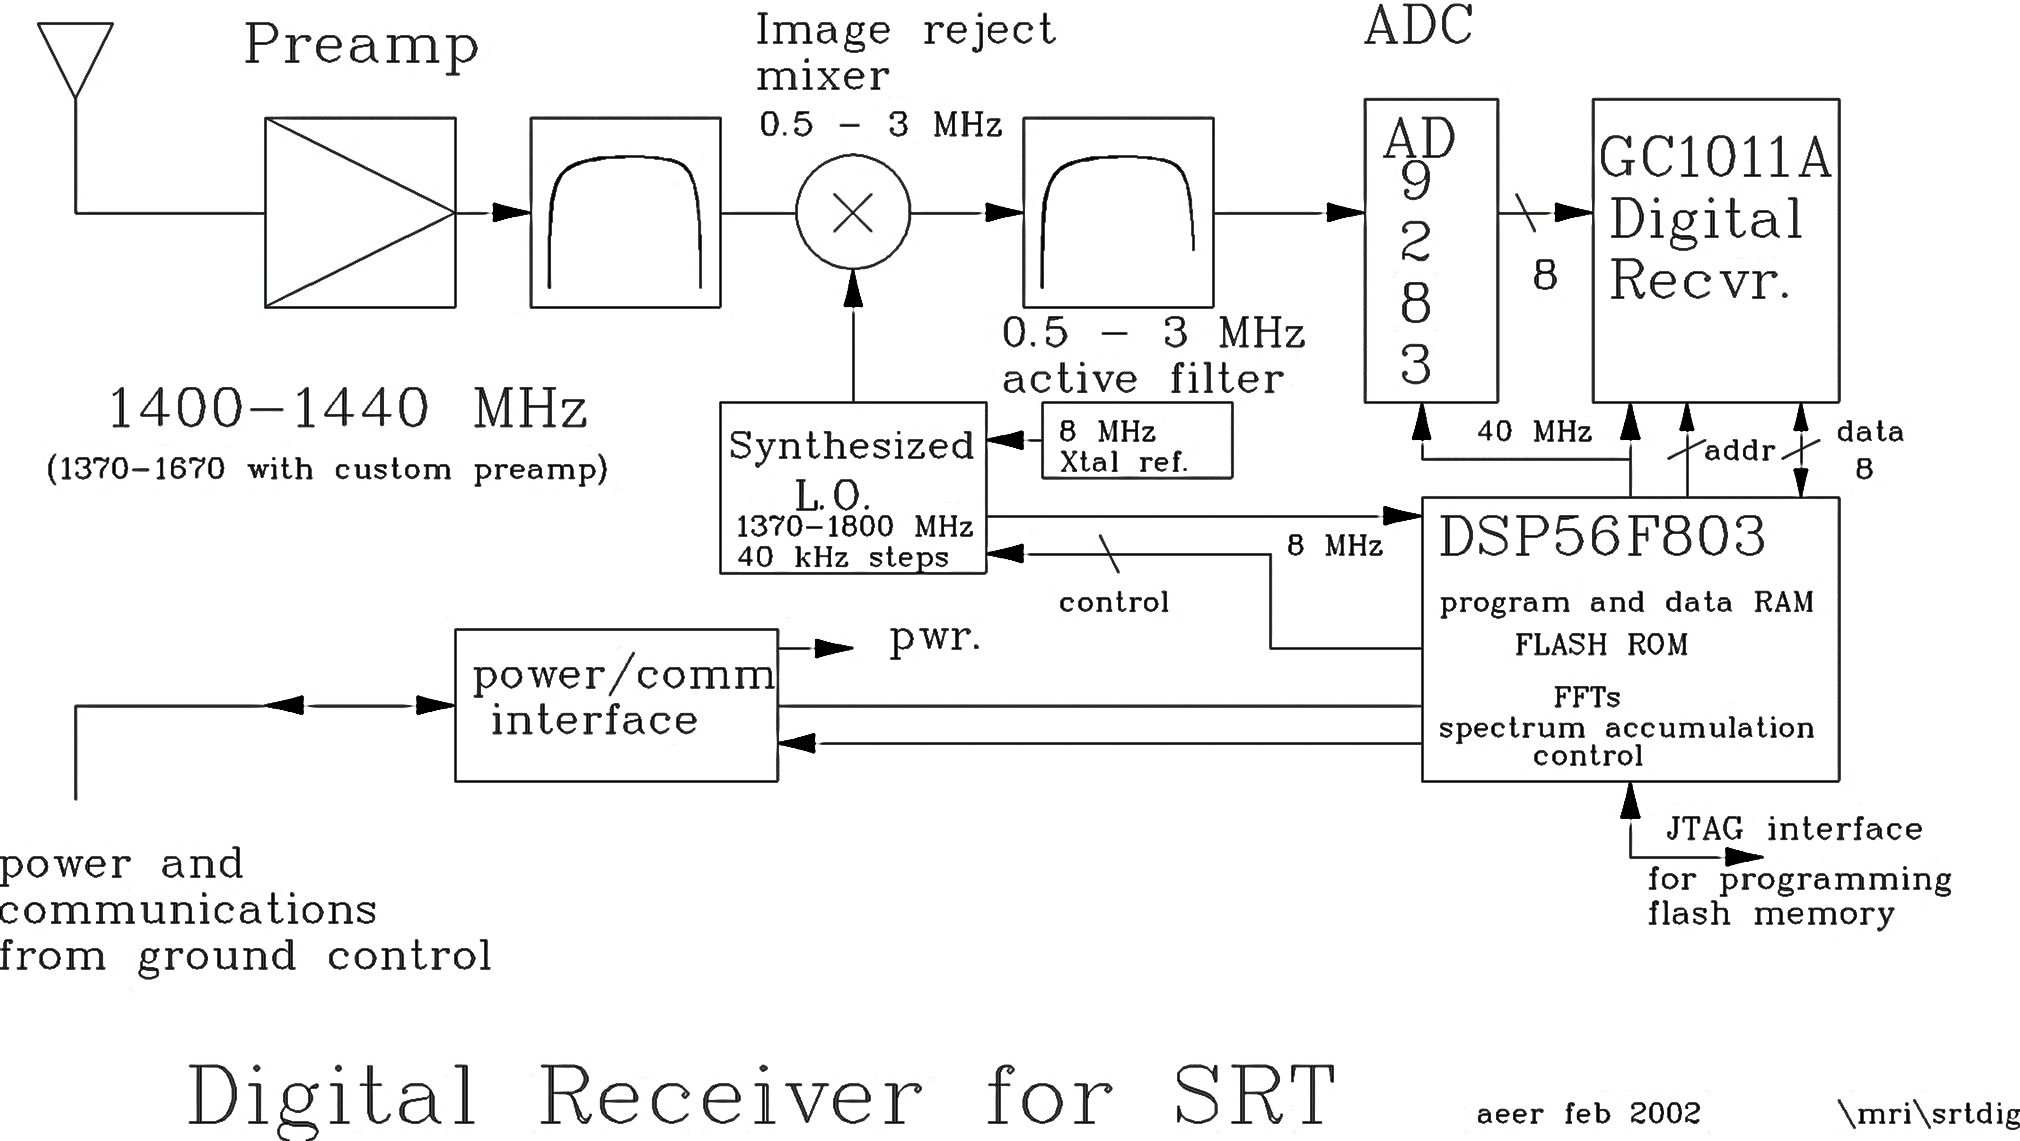 Preamp
Image reject
mixer
0.5 - 3 MHz
ADC
AD
9
2
8
3
GC1011A
Digital
Recvr.
8
0.5 - 3 MHz
active filter
1400-1440 MHz
(1370-1670 with custom preamp)
Synthesized
L.O.
1370-1800 MHz
40 kHz steps
8 MHz
Xtal ref.
40 MHz
addr
data
8
8 MHz
control
DSP56F803
program and data RAM
FLASH ROM
FFTs
spectrum accumulation
control
pwr.
power/comm
interface
JTAG interface
for programming
flash memory
power and
communications
from ground control
Digital Receiver for SRT
aeer feb 2002
\mri\srtdig